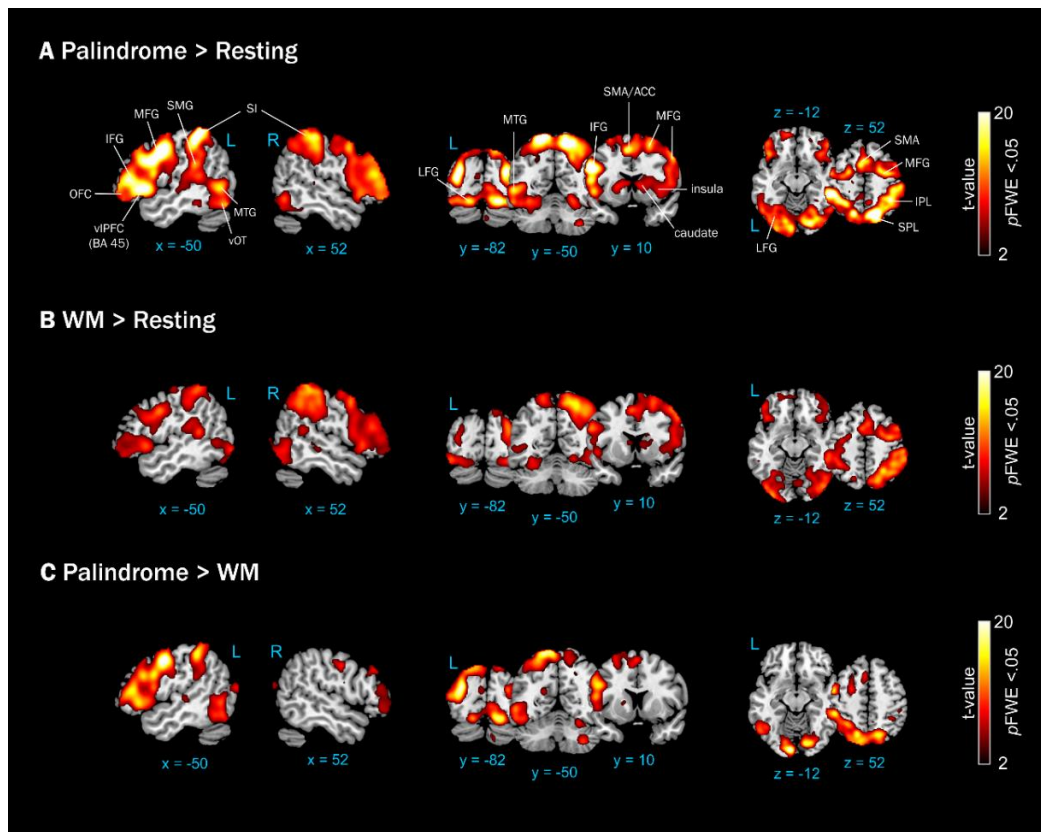 A Palindrome > Resting
SMA/ACC
z = -12
20
SMG
SI
MFG
MTG
IFG
MFG
z = 52
SMA
L
R
L
MFG
IFG
LFG
t-value
pFWE <.05
OFC
insula
IPL
vlPFC
(BA 45)
MTG
vOT
caudate
L
SPL
LFG
x = -50
x = 52
y = -82
y = -50
y = 10
2
B WM > Resting
L
R
L
L
20
t-value
pFWE <.05
x = -50
x = 52
y = -82
y = -50
y = 10
z = -12
z = 52
2
C Palindrome > WM
L
R
L
L
20
t-value
pFWE <.05
x = -50
x = 52
y = -82
y = -50
y = 10
z = -12
z = 52
2